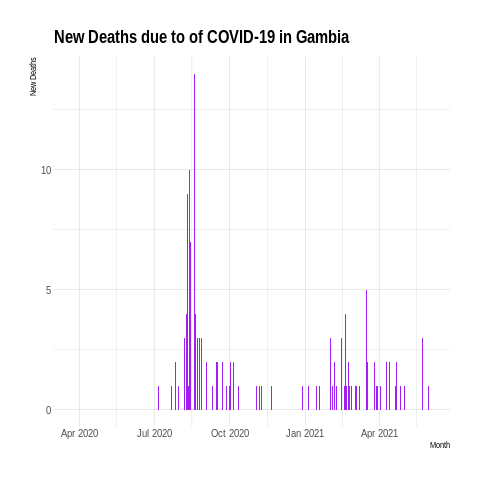 New Deaths due to of COVID-19 in Gambia
New Deaths
10
5
0
Apr 2020 Jul 2020 Oct 2020 Jan 2021 Apr 2021
Month